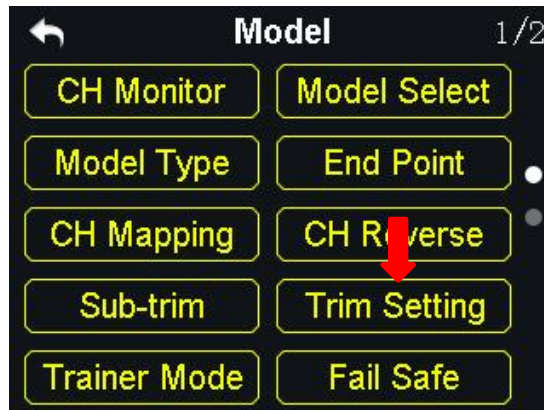 Model 1/2
CH Monitor Model Select
Model Type End Point
CH Mapping CH Reverse
Sub-trim Trim Setting
Trainer Mode Fail Safe